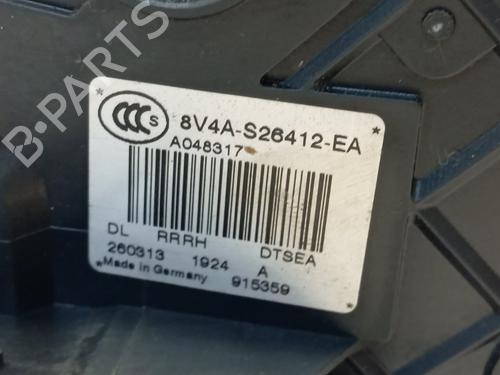 B-PARTS
CCC S
8V4A-S26412-EA
A048317
DL RRRH DTSEA
260313 1924 A
Made in Germany 915359